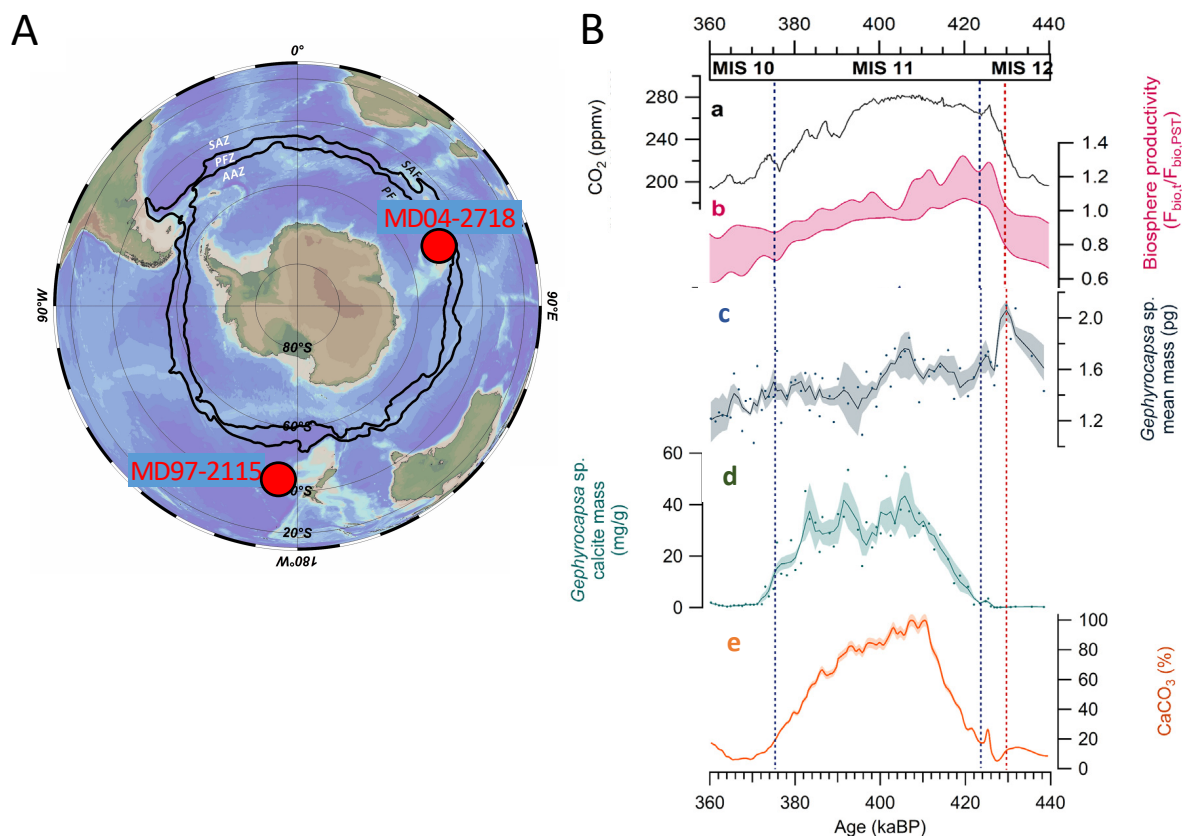 A
0°
SAZ
PFZ
AAZ
SAF
PF
MD04-2718
90°W
90°E
80°S
60°S
MD97-2115
0°S
20°S
180°W
B
360 380 400 420 440
MIS 10 MIS 11 MIS 12
a
CO2 (ppmv)
280
240
200
b
Biosphere productivity
(Fbio,t/Fbio,PST)
1.4
1.2
1.0
0.8
0.6
c
Gephyrocapsa sp.
mean mass (pg)
2.0
1.6
1.2
d
Gephyrocapsa sp.
calcite mass
(mg/g)
60
40
20
0
e
CaCO3 (%)
100
80
60
40
20
0
360 380 400 420 440
Age (kaBP)